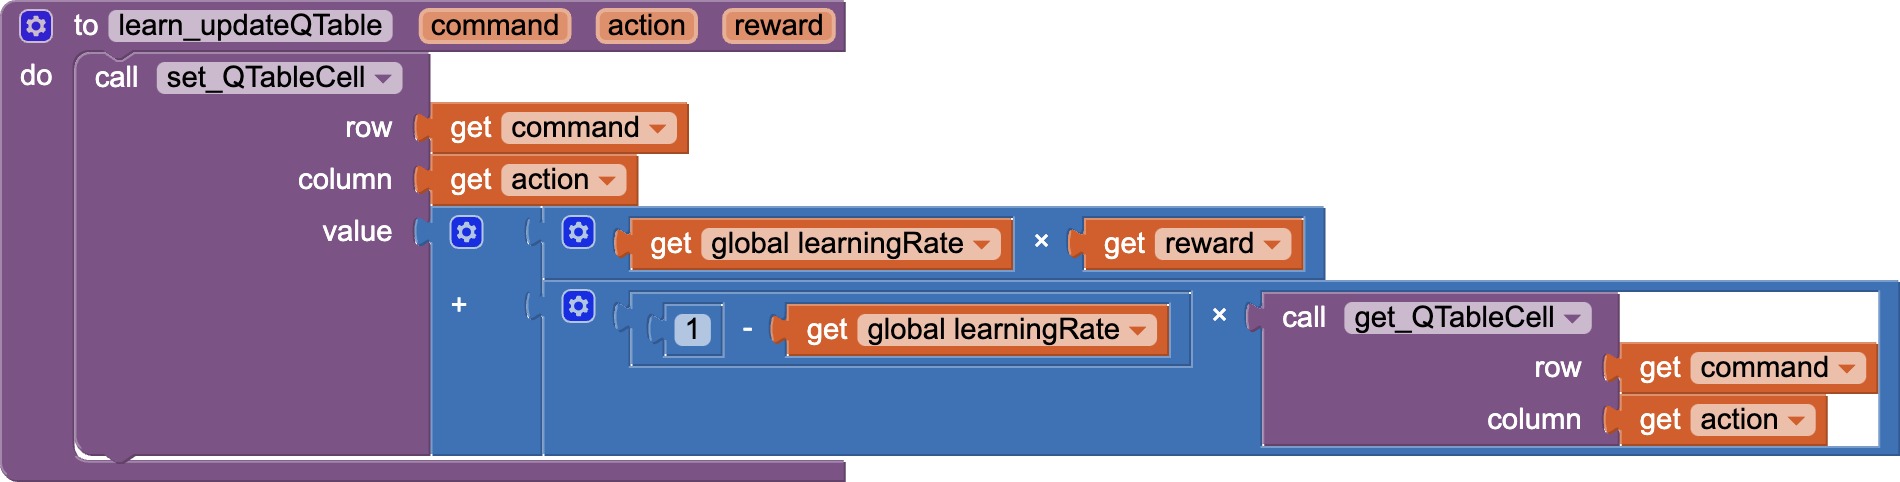 to learn_updateQTable command action reward
do call set_QTableCell
row get command
column get action
value get global learningRate × get reward
+ 1 - get global learningRate × call get_QTableCell
row get command
column get action